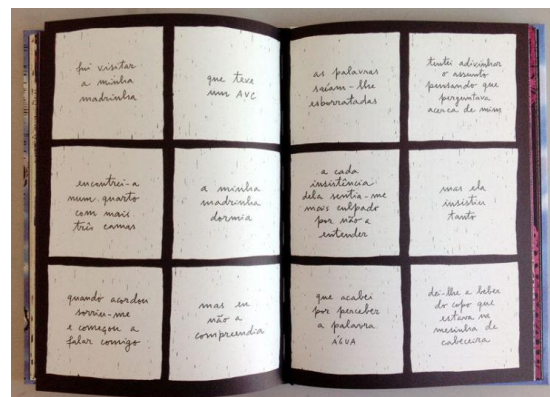 fui visitar
a minha
madrinha
que teve
um AVC
encontrei-a
num quarto
com mais
três camas
a minha
madrinha
dormia
quando acordou
sorriu-me
e começou a
falar comigo
mas eu
não a
compreendia
as palavras
saíam-lhe
esborratadas
tentei adivinhar
o assunto
pensando que
perguntava
acerca de mim
a cada
insistência
dela sentia-me
mais culpado
por não a
entender
mas ela
insistiu
tanto
que acabei
por perceber
a palavra
ÁGUA
dei-lhe a beber
do copo que
estava na
mesinha de
cabeceira